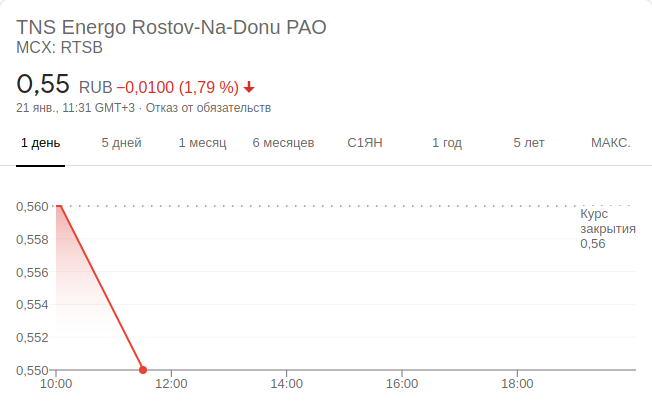 TNS Energo Rostov-Na-Donu PAO
MCX: RTSB
0,55 RUB −0,0100 (1,79 %)
21 янв., 11:31 GMT+3 · Отказ от обязательств
1 день 5 дней 1 месяц 6 месяцев С1ЯН 1 год 5 лет МАКС.
0,560
Курс
закрытия
0,56
0,558
0,556
0,554
0,552
0,550
10:00 12:00 14:00 16:00 18:00